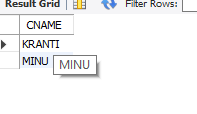 Result Grid Filter Rows:
CNAME
KRANTI
MINU MINU